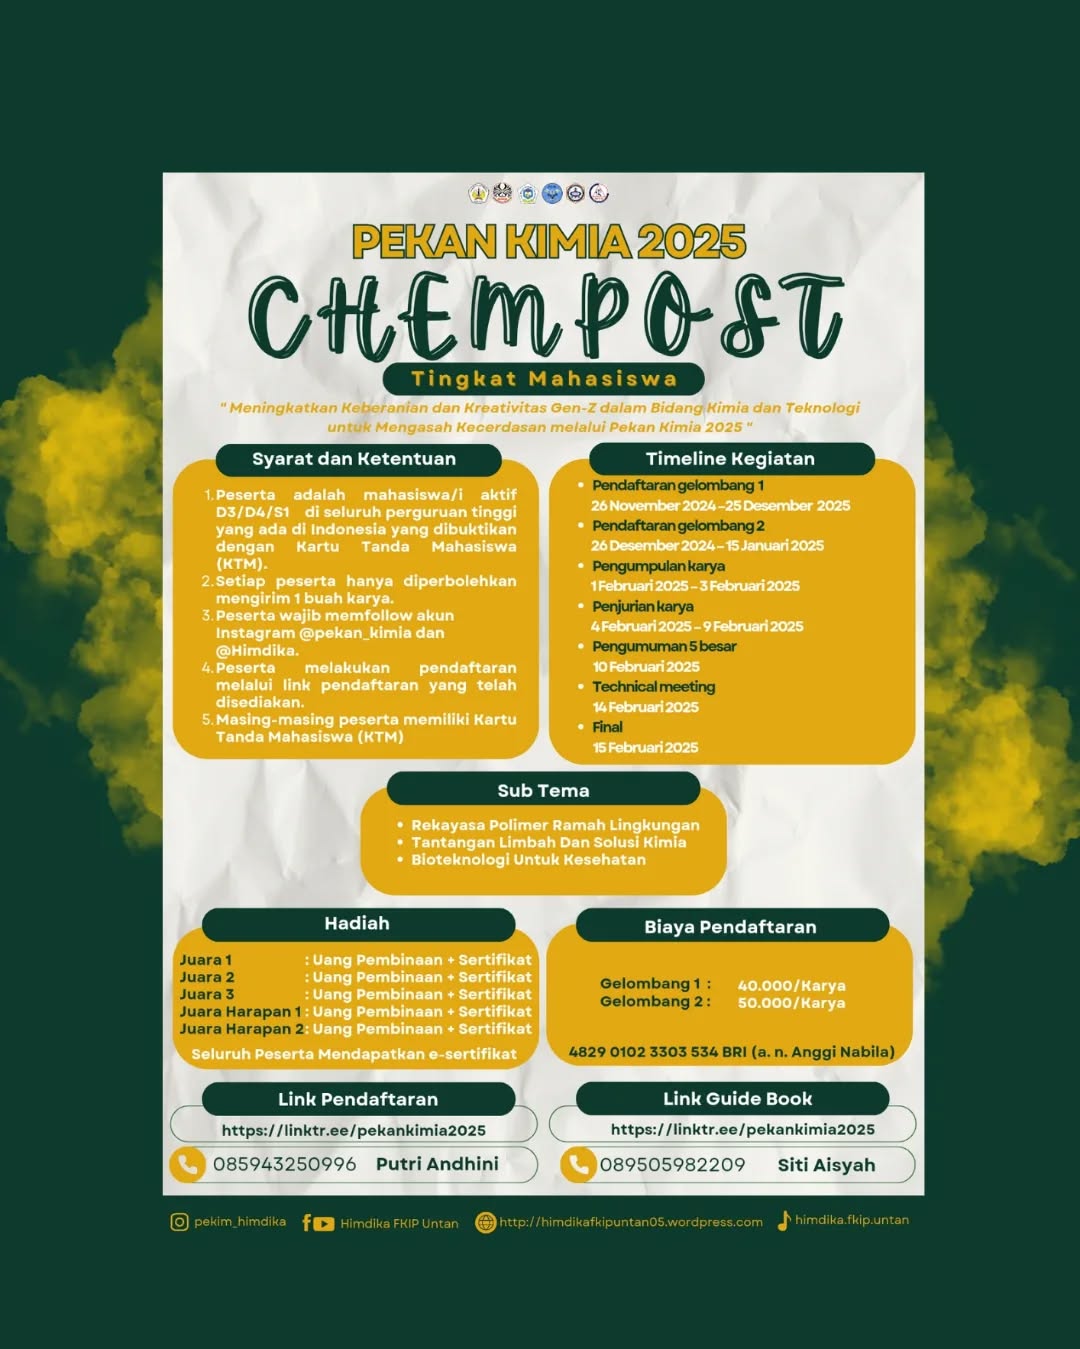 PEKAN KIMIA 2025
CHEMPOST
Tingkat Mahasiswa
" Meningkatkan Keberanian dan Kreativitas Gen-Z dalam Bidang Kimia dan Teknologi
untuk Mengasah Kecerdasan melalui Pekan Kimia 2025 "
Syarat dan Ketentuan
1. Peserta adalah mahasiswa/i aktif
D3/D4/S1 di seluruh perguruan tinggi
yang ada di Indonesia yang dibuktikan
dengan Kartu Tanda Mahasiswa
(KTM).
2. Setiap peserta hanya diperbolehkan
mengirim 1 buah karya.
3. Peserta wajib memfollow akun
Instagram @pekan_kimia dan
@Himdika.
4. Peserta melakukan pendaftaran
melalui link pendaftaran yang telah
disediakan.
5. Masing-masing peserta memiliki Kartu
Tanda Mahasiswa (KTM)
Timeline Kegiatan
• Pendaftaran gelombang 1
26 November 2024 –25 Desember 2025
• Pendaftaran gelombang 2
26 Desember 2024 – 15 Januari 2025
• Pengumpulan karya
1 Februari 2025 – 3 Februari 2025
• Penjurian karya
4 Februari 2025 – 9 Februari 2025
• Pengumuman 5 besar
10 Februari 2025
• Technical meeting
14 Februari 2025
• Final
15 Februari 2025
Sub Tema
• Rekayasa Polimer Ramah Lingkungan
• Tantangan Limbah Dan Solusi Kimia
• Bioteknologi Untuk Kesehatan
Hadiah
Juara 1 : Uang Pembinaan + Sertifikat
Juara 2 : Uang Pembinaan + Sertifikat
Juara 3 : Uang Pembinaan + Sertifikat
Juara Harapan 1 : Uang Pembinaan + Sertifikat
Juara Harapan 2 : Uang Pembinaan + Sertifikat
Seluruh Peserta Mendapatkan e-sertifikat
Biaya Pendaftaran
Gelombang 1 : 40.000/Karya
Gelombang 2 : 50.000/Karya
4829 0102 3303 534 BRI (a. n. Anggi Nabila)
Link Pendaftaran
https://linktr.ee/pekankimia2025
085943250996 Putri Andhini
Link Guide Book
https://linktr.ee/pekankimia2025
089505982209 Siti Aisyah
pekim_himdika
Himdika FKIP Untan
http://himdikafkipuntan05.wordpress.com
himdika.fkip.untan